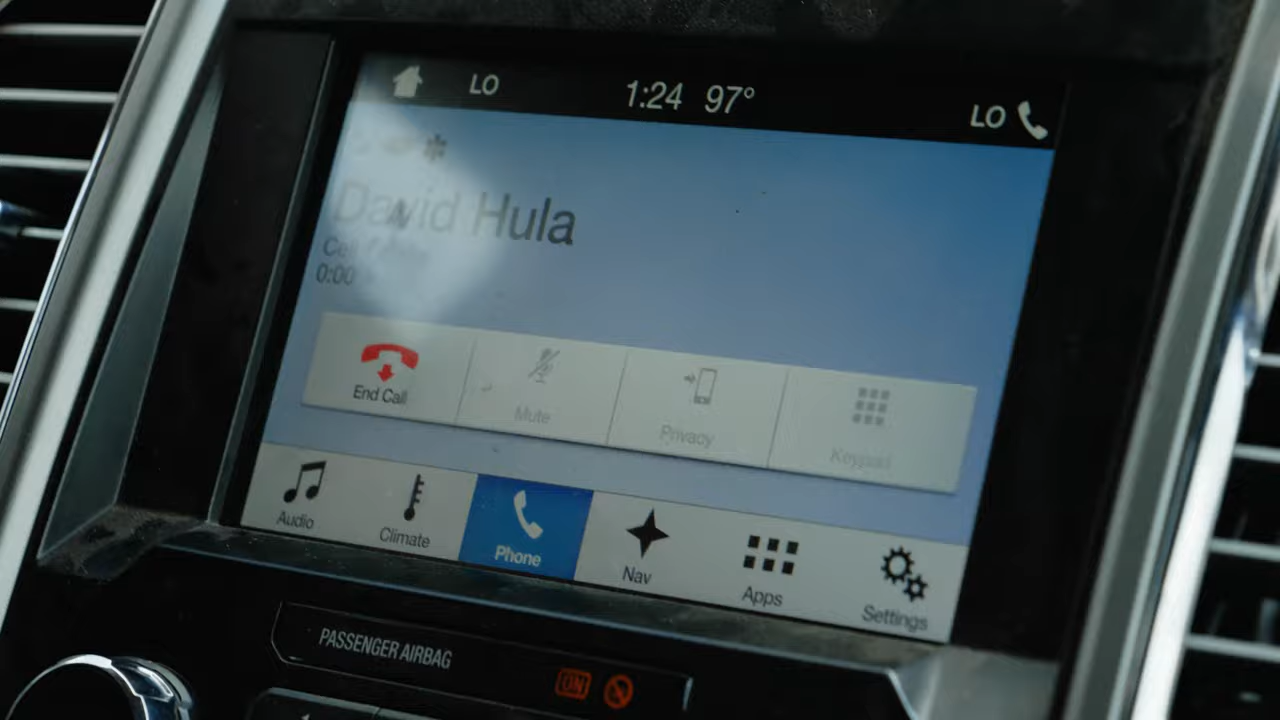 LO 1:24 97° LO
David Hula
0:00
End Call Mute Privacy Keypad
Audio Climate Phone Nav Apps Settings
PASSENGER AIRBAG ON